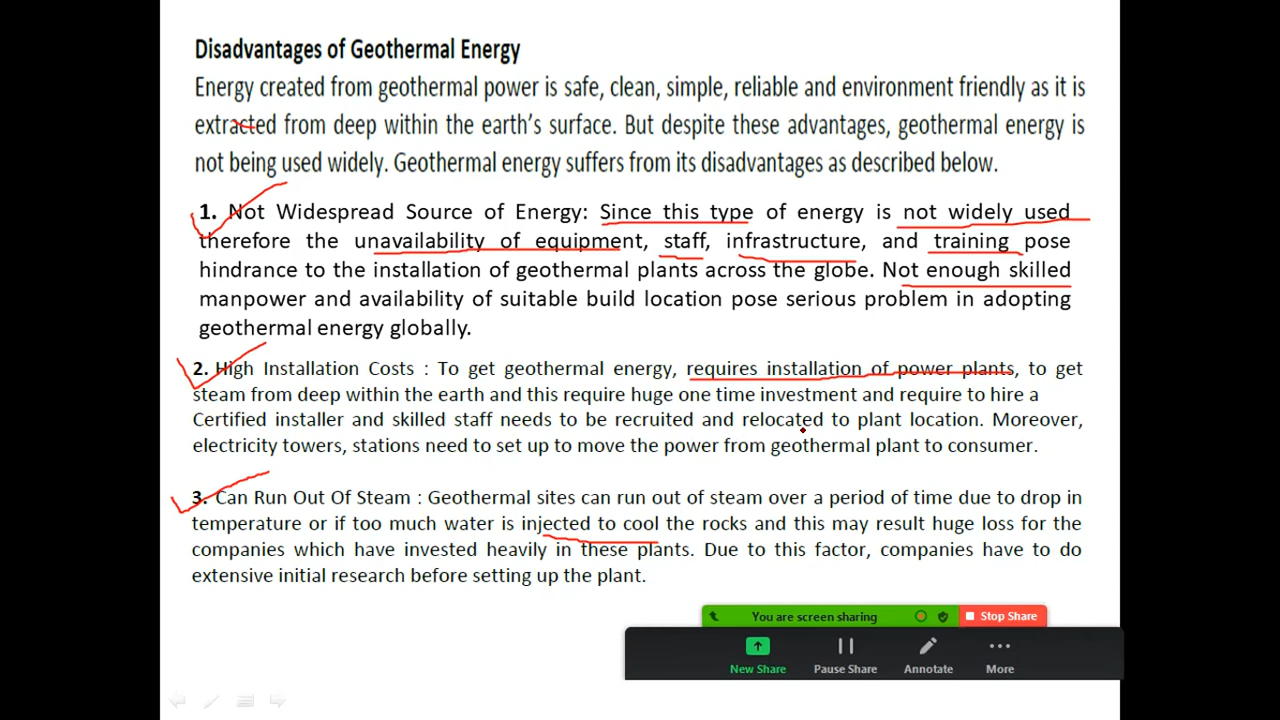 Disadvantages of Geothermal Energy
Energy created from geothermal power is safe, clean, simple, reliable and environment friendly as it is
extracted from deep within the earth's surface. But despite these advantages, geothermal energy is
not being used widely. Geothermal energy suffers from its disadvantages as described below.
1. Not Widespread Source of Energy: Since this type of energy is not widely used
therefore the unavailability of equipment, staff, infrastructure, and training pose
hindrance to the installation of geothermal plants across the globe. Not enough skilled
manpower and availability of suitable build location pose serious problem in adopting
geothermal energy globally.
2. High Installation Costs : To get geothermal energy, requires installation of power plants, to get
steam from deep within the earth and this require huge one time investment and require to hire a
Certified installer and skilled staff needs to be recruited and relocated to plant location. Moreover,
electricity towers, stations need to set up to move the power from geothermal plant to consumer.
3. Can Run Out Of Steam : Geothermal sites can run out of steam over a period of time due to drop in
temperature or if too much water is injected to cool the rocks and this may result huge loss for the
companies which have invested heavily in these plants. Due to this factor, companies have to do
extensive initial research before setting up the plant.
You are screen sharing Stop Share
New Share Pause Share Annotate More